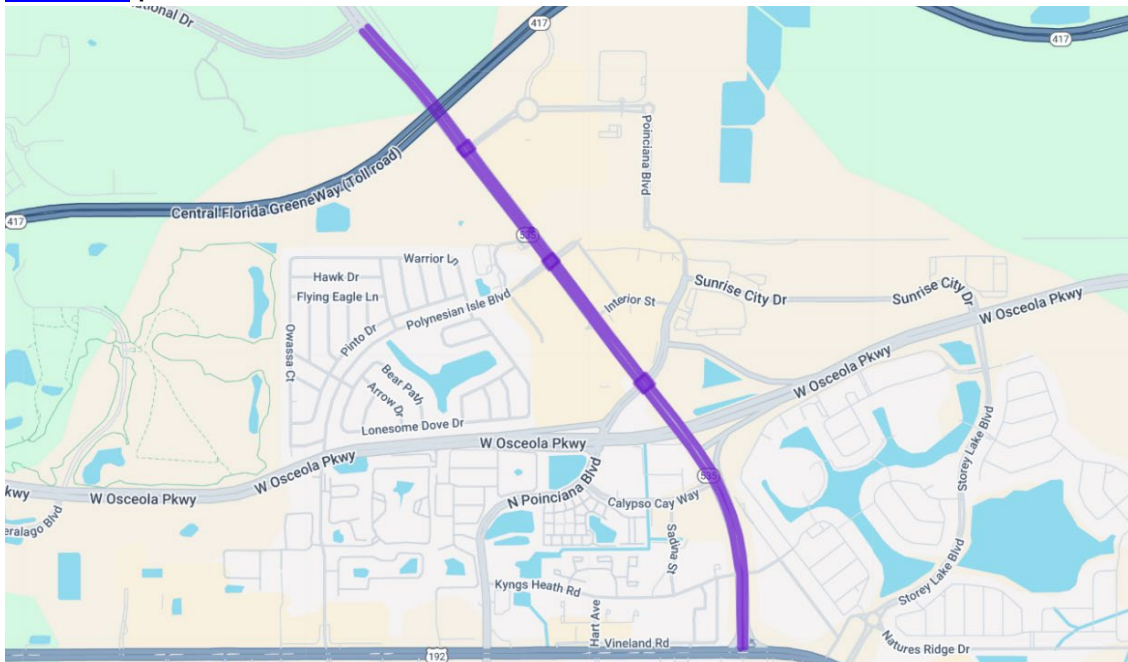 ational Dr
417
417
Poinciana Blvd
Central Florida GreeneWay (Toll road)
417
535
Warrior Ln
Hawk Dr
Flying Eagle Ln
Polynesian Isle Blvd
Interior St
Sunrise City Dr
Sunrise City Dr
W Osceola Pkwy
Pinto Dr
Owassa Ct
Bear Path
Arrow Dr
W Osceola Pkwy
Lonesome Dove Dr
W Osceola Pkwy
W Osceola Pkwy
kwy
W Osceola Pkwy
535
N Poinciana Blvd
Calypso Cay Way
Storey Lake Blvd
eralago Blvd
Sadiva St
Kyngs Heath Rd
Storey Lake Blvd
Hart Ave
Vineland Rd
192
Natures Ridge Dr